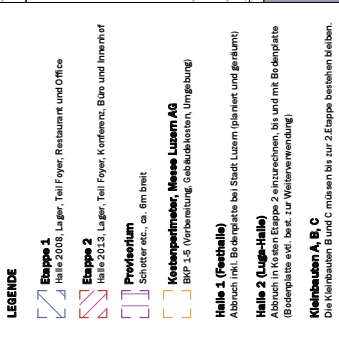 LEGENDE
Etappe 1
Halle 2008, Lager, Teil Foyer, Restaurant und Office
Etappe 2
Halle 2013, Lager, Teil Foyer, Konferenz, Büro und Innenhof
Provisorium
Schotter etc., ca. 6m breit
Kostenperimeter, Messe Luzern AG
BKP 1-5 (Vorbereitung, Gebäudekosten, Umgebung)
Halle 1 (Festhalle)
Abbruch inkl. Bodenplatte bei Stadt Luzern (planiert und geräumt)
Halle 2 (Luga-Halle)
Abbruch in Kosten Etappe 2 einzurechnen, bis und mit Bodenplatte
(Bodenplatte evtl. best. zur Weiterverwendung)
Kleinbauten A, B, C
Die Kleinbauten B und C müssen bis zur 2.Etappe bestehen bleiben.